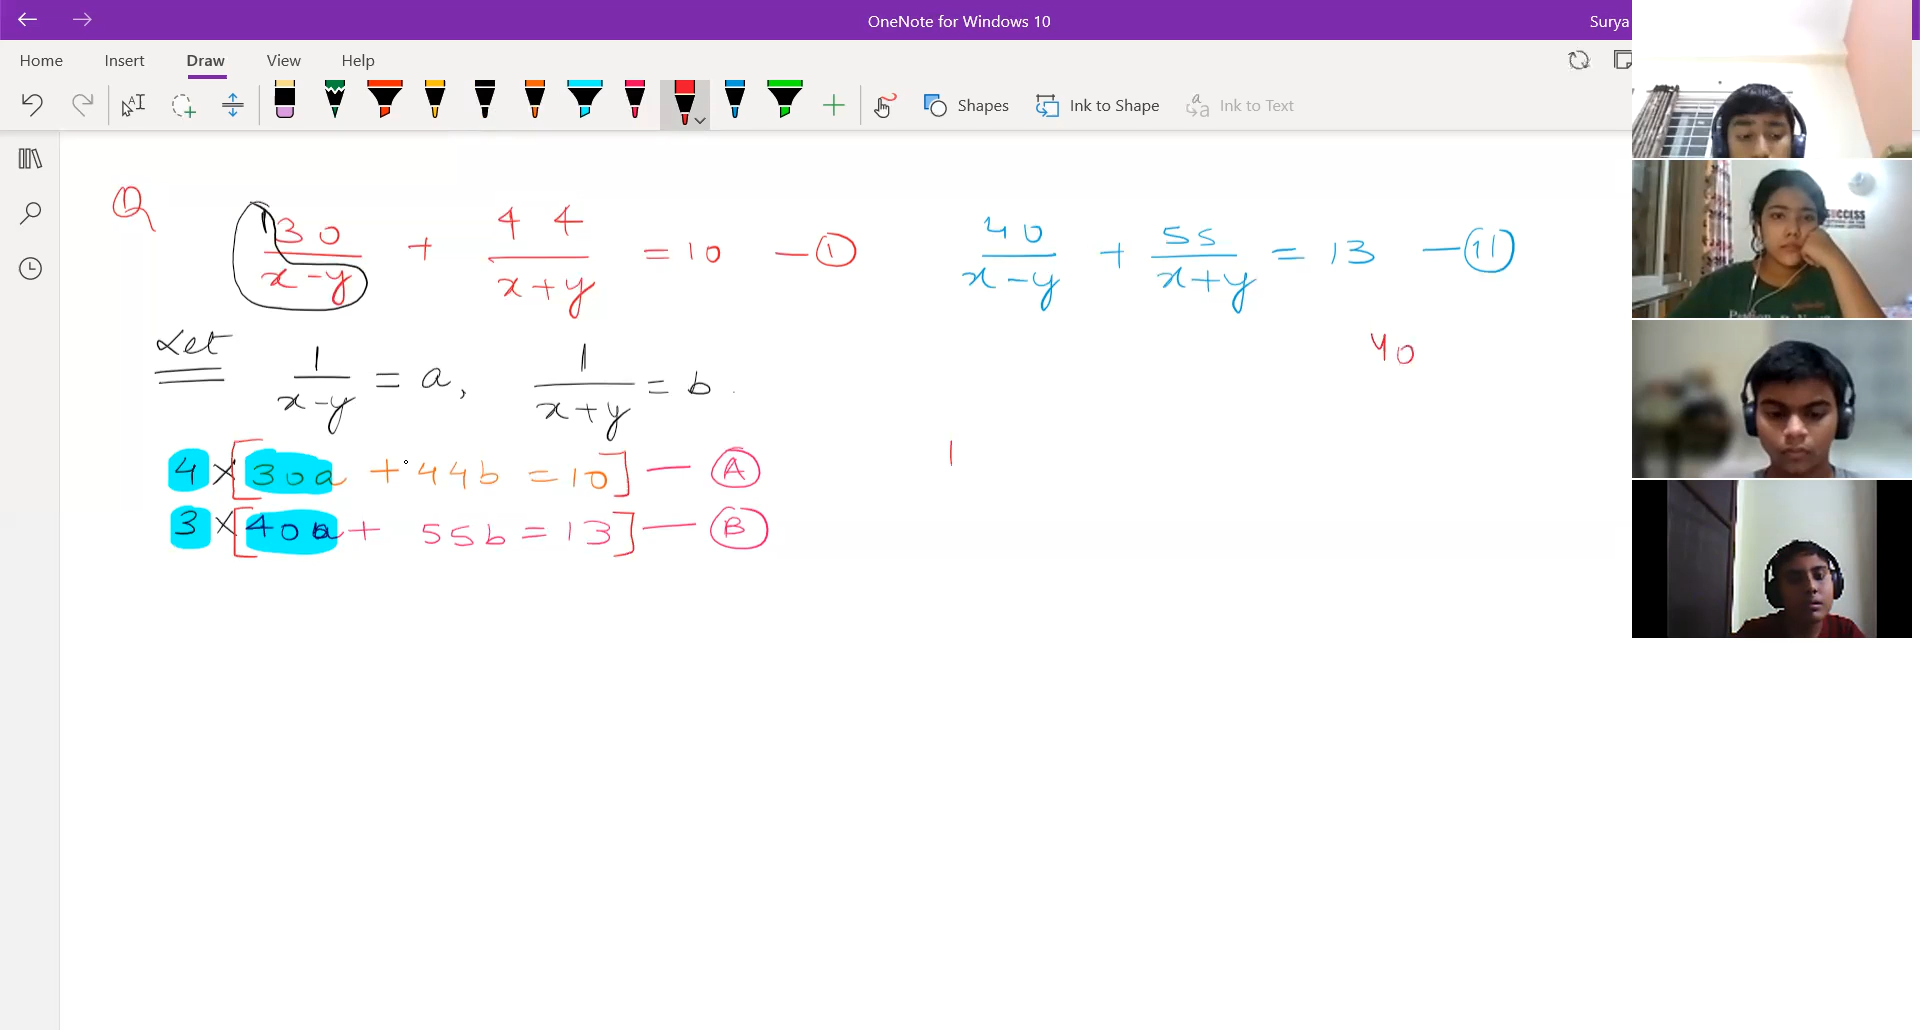 OneNote for Windows 10
Surya
Home Insert Draw View Help
Shapes Ink to Shape Ink to Text
Q 30/(x-y) + 44/(x+y) = 10 — (1) 40/(x-y) + 55/(x+y) = 13 — (11)
40
Let 1/(x-y) = a, 1/(x+y) = b.
4 × [30a + 44b = 10] — (A)
3 × [40a + 55b = 13] — (B)